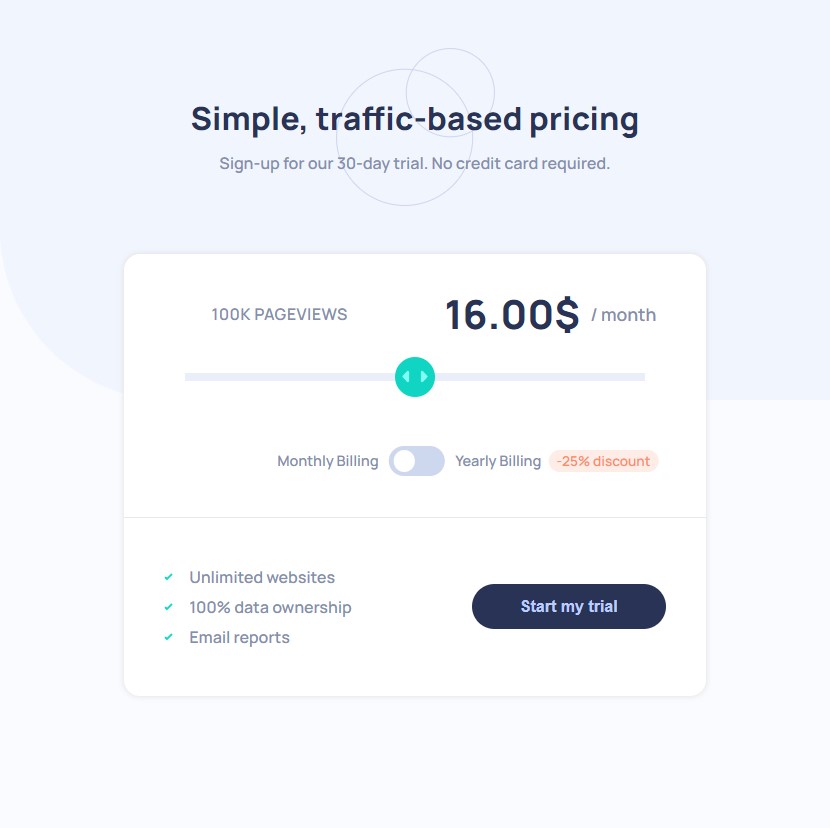 Simple, traffic-based pricing
Sign-up for our 30-day trial. No credit card required.
100K PAGEVIEWS 16.00$ / month
Monthly Billing Yearly Billing -25% discount
Unlimited websites
100% data ownership
Email reports
Start my trial